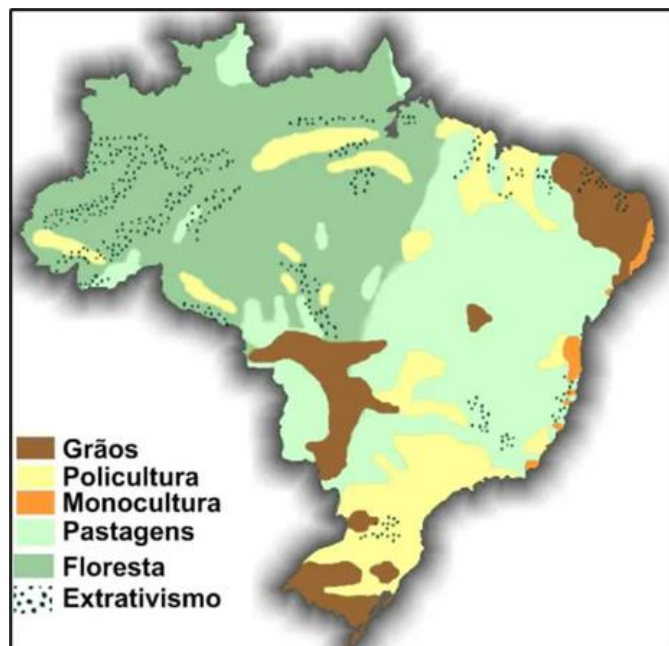 Grãos
Policultura
Monocultura
Pastagens
Floresta
Extrativismo